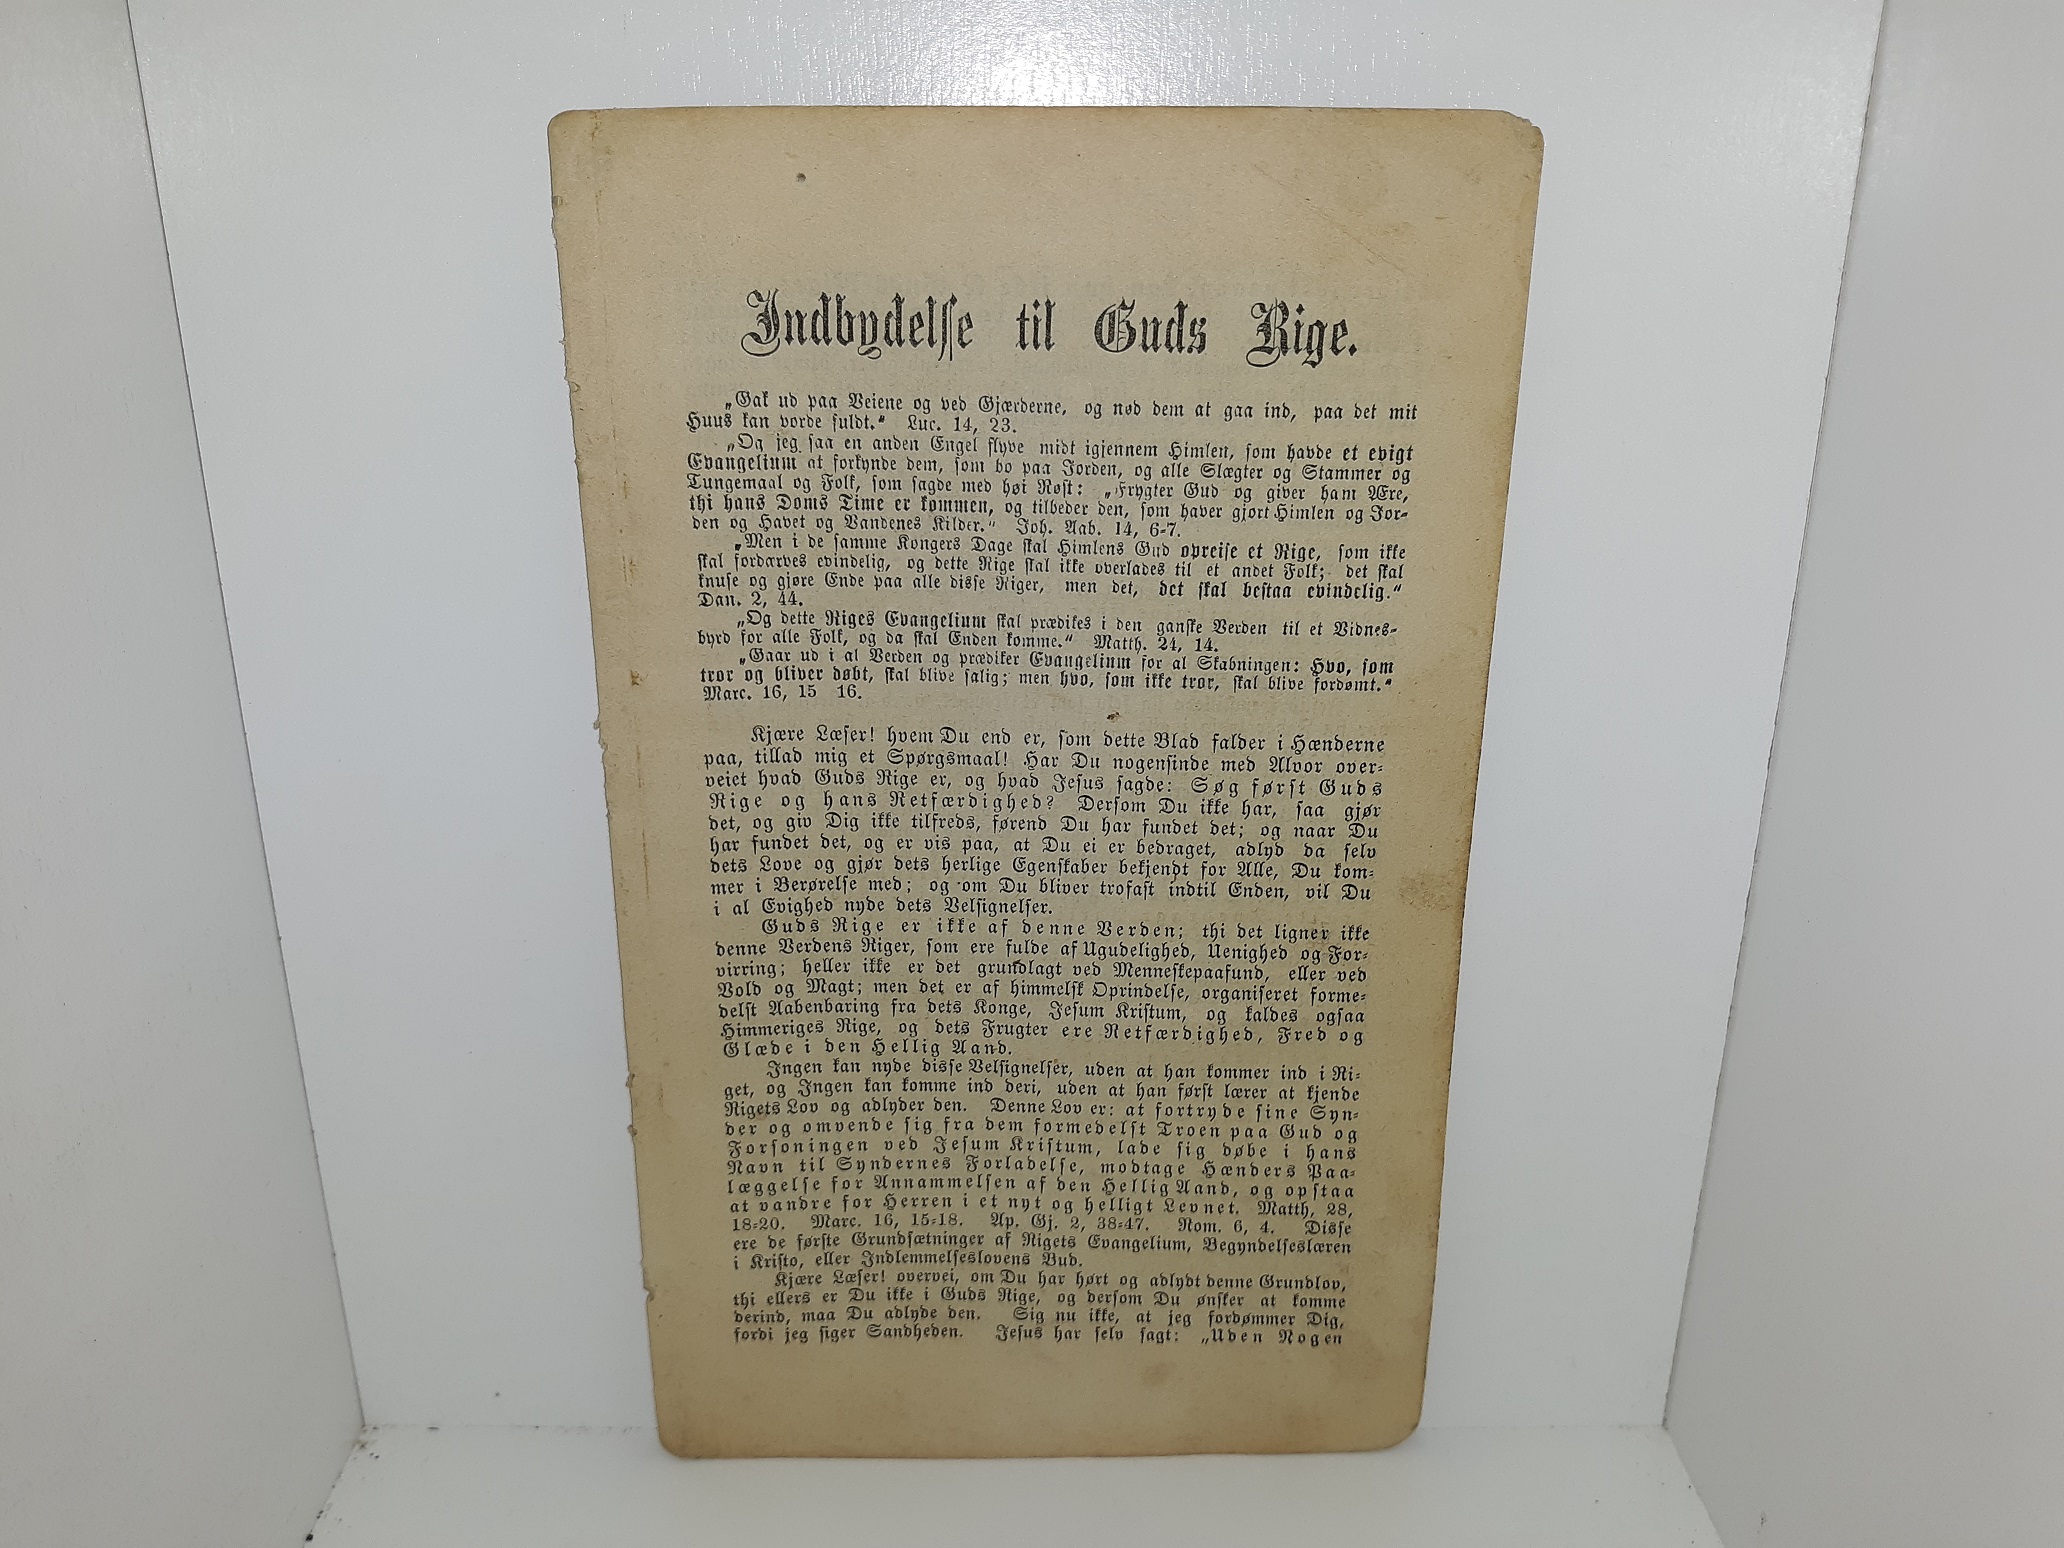 Indbydelse til Guds Rige.
„Gak ud paa Veiene og ved Gjærderne, og nød dem at gaa ind, paa det mit
Huus kan vorde fuldt.“ Luc. 14, 23.
„Og jeg saa en anden Engel flyve midt igjennem Himlen, som havde et evigt
Evangelium at forkynde dem, som bo paa Jorden, og alle Slægter og Stammer og
Tungemaal og Folk, som sagde med høi Røst: „Frygter Gud og giver ham Ære,
thi hans Doms Time er kommen, og tilbeder den, som haver gjort Himlen og Jor-
den og Havet og Vandenes Kilder.“ Joh. Aab. 14, 6-7.
„Men i de samme Kongers Dage skal Himlens Gud opreise et Rige, som ikke
skal fordærves evindelig, og dette Rige skal ikke overlades til et andet Folk; det skal
knuse og gjøre Ende paa alle disse Riger, men det, det skal bestaa evindelig.“
Dan. 2, 44.
„Og dette Riges Evangelium skal prædikes i den ganske Verden til et Vidnes-
byrd for alle Folk, og da skal Enden komme.“ Matth. 24, 14.
„Gaar ud i al Verden og prædiker Evangelium for al Skabningen: Hvo, som
tror og bliver døbt, skal blive salig; men hvo, som ikke tror, skal blive fordømt.“
Marc. 16, 15 16.
Kjære Læser! hvem Du end er, som dette Blad falder i Hænderne
paa, tillad mig et Spørgsmaal! Har Du nogensinde med Alvor over-
veiet hvad Guds Rige er, og hvad Jesus sagde: Søg først Guds
Rige og hans Retfærdighed? Dersom Du ikke har, saa gjør
det, og giv Dig ikke tilfreds, førend Du har fundet det; og naar Du
har fundet det, og er vis paa, at Du ei er bedraget, adlyd da selv
dets Love og gjør dets herlige Egenskaber bekjendt for Alle, Du kom-
mer i Berørelse med; og om Du bliver trofast indtil Enden, vil Du
i al Evighed nyde dets Velsignelser.
Guds Rige er ikke af denne Verden; thi det ligner ikke
denne Verdens Riger, som ere fulde af Ugudelighed, Uenighed og For-
virring; heller ikke er det grundlagt ved Menneskepaafund, eller ved
Vold og Magt; men det er af himmelsk Oprindelse, organiseret forme-
delst Aabenbaring fra dets Konge, Jesum Kristum, og kaldes ogsaa
Himmeriges Rige, og dets Frugter ere Retfærdighed, Fred og
Glæde i den Hellig Aand.
Ingen kan nyde disse Velsignelser, uden at han kommer ind i Ri-
get, og Ingen kan komme ind deri, uden at han først lærer at kjende
Rigets Lov og adlyder den. Denne Lov er: at fortryde sine Syn-
der og omvende sig fra dem formedelst Troen paa Gud og
Forsoningen ved Jesum Kristum, lade sig døbe i hans
Navn til Syndernes Forladelse, modtage Hænders Paa-
læggelse for Annammelsen af den Hellig Aand, og opstaa
at vandre for Herren i et nyt og helligt Levnet. Matth, 28,
18-20. Marc. 16, 15-18. Ap. Gj. 2, 38-47. Rom. 6, 4. Disse
ere de første Grundsætninger af Rigets Evangelium, Begyndelseslæren
i Kristo, eller Indlemmelseslovens Bud.
Kjære Læser! overvei, om Du har hørt og adlydt denne Grundlov,
thi ellers er Du ikke i Guds Rige, og dersom Du ønsker at komme
derind, maa Du adlyde den. Sig nu ikke, at jeg fordømmer Dig,
fordi jeg siger Sandheden. Jesus har selv sagt: „Uden Nogen